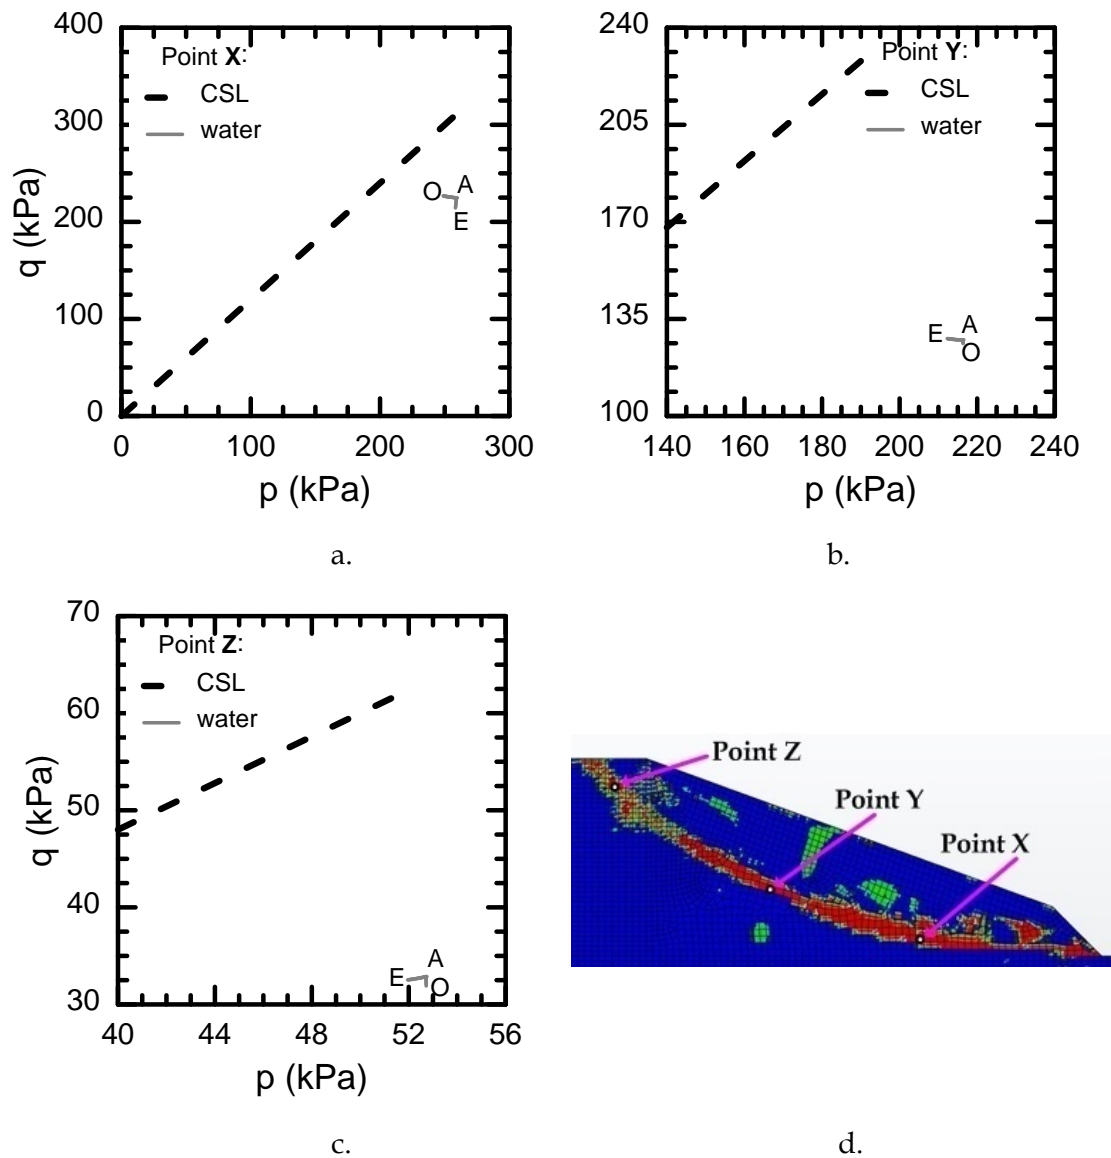 400
300
200
100
0
q (kPa)
Point X:
CSL
water
O A
E
0 100 200 300
p (kPa)
a.
240
205
170
135
100
Point Y:
CSL
water
E A
O
140 160 180 200 220 240
p (kPa)
b.
70
60
50
40
30
q (kPa)
Point Z:
CSL
water
E A
O
40 44 48 52 56
p (kPa)
c.
Point Z
Point Y
Point X
d.